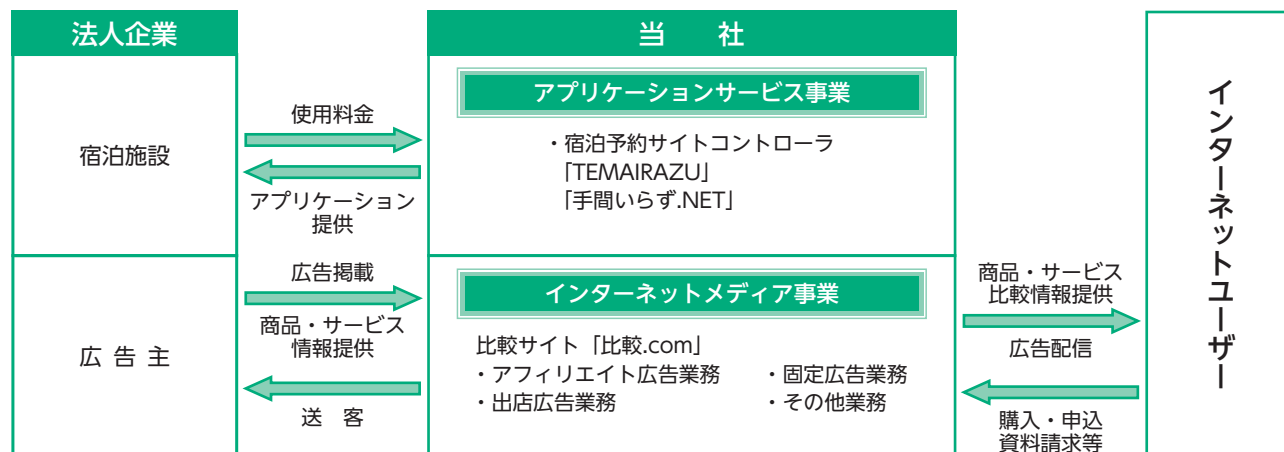 法人企業
当 社
宿泊施設
使用料金
アプリケーション
提供
アプリケーションサービス事業
・宿泊予約サイトコントローラ
「TEMAIRAZU」
「手間いらず.NET」
広 告 主
広告掲載
商品・サービス
情報提供
送 客
インターネットメディア事業
比較サイト「比較.com」
・アフィリエイト広告業務 ・固定広告業務
・出店広告業務 ・その他業務
商品・サービス
比較情報提供
広告配信
購入・申込
資料請求等
インターネットユーザー